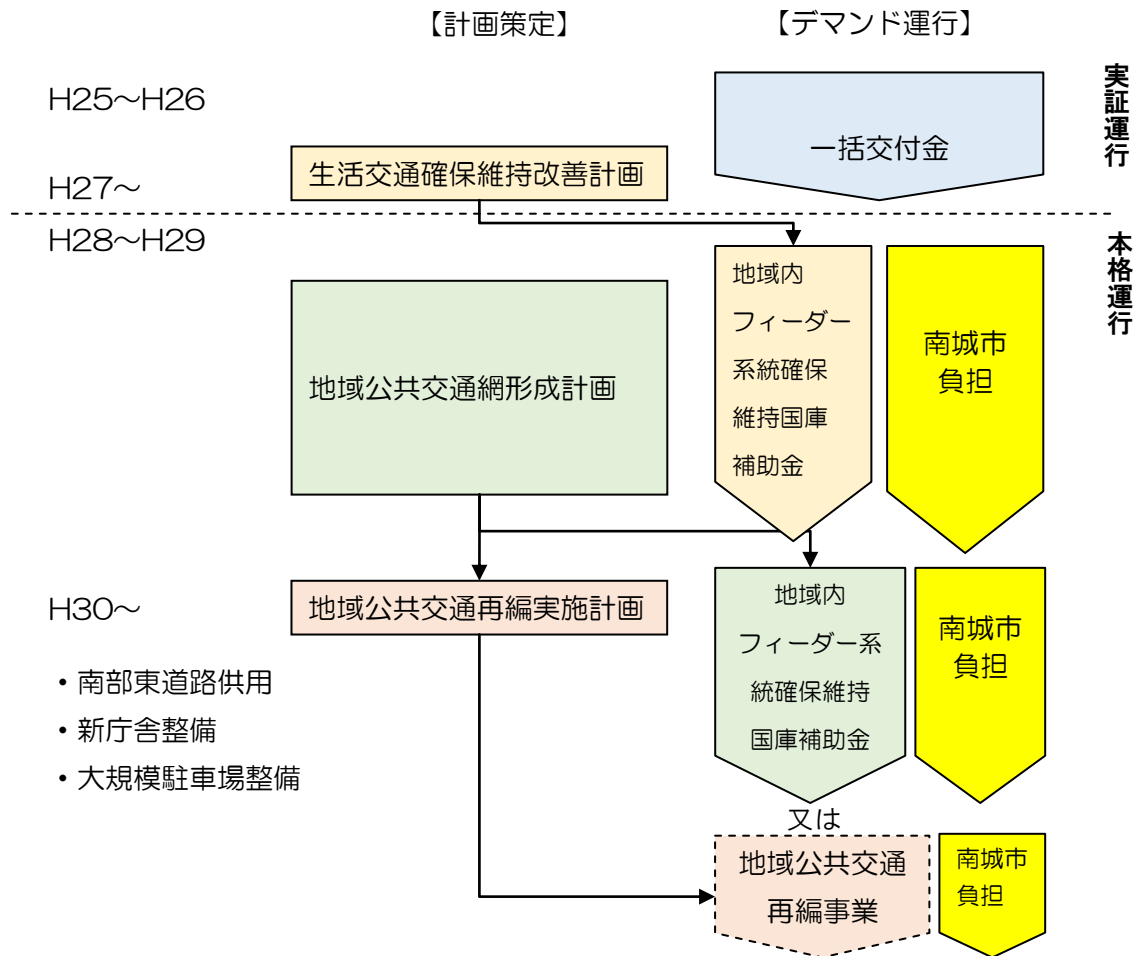 【計画策定】
【デマンド運行】
H25～H26
一括交付金
実証運行
生活交通確保維持改善計画
H27～
H28～H29
本格運行
地域内
フィーダー
系統確保
維持国庫
補助金
南城市
負担
地域公共交通網形成計画
H30～
地域公共交通再編実施計画
地域内
フィーダー系
統確保維持
国庫補助金
南城市
負担
・南部東道路供用
・新庁舎整備
・大規模駐車場整備
又は
地域公共交通
再編事業
南城市
負担